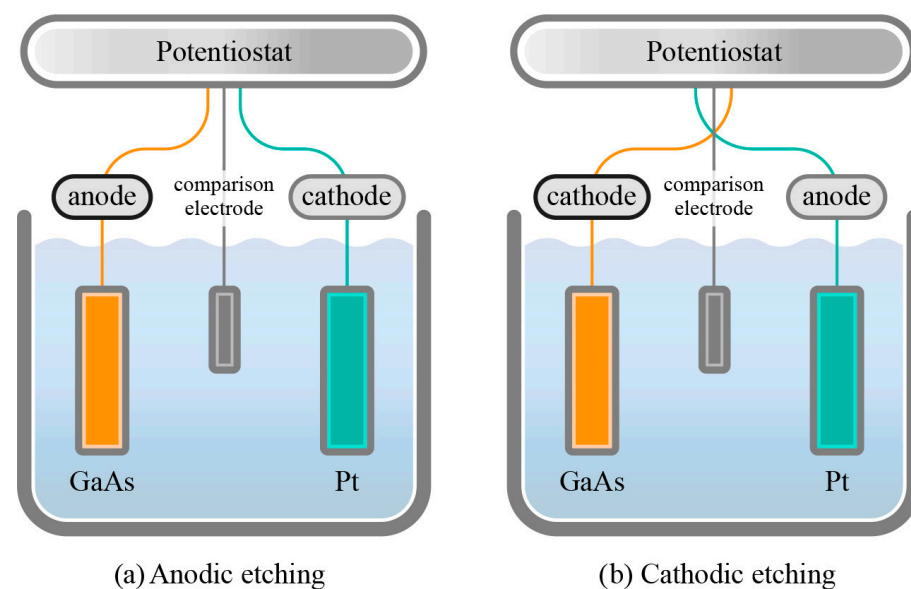 Potentiostat
anode
comparison
electrode
cathode
GaAs
Pt
(a) Anodic etching
Potentiostat
cathode
comparison
electrode
anode
GaAs
Pt
(b) Cathodic etching